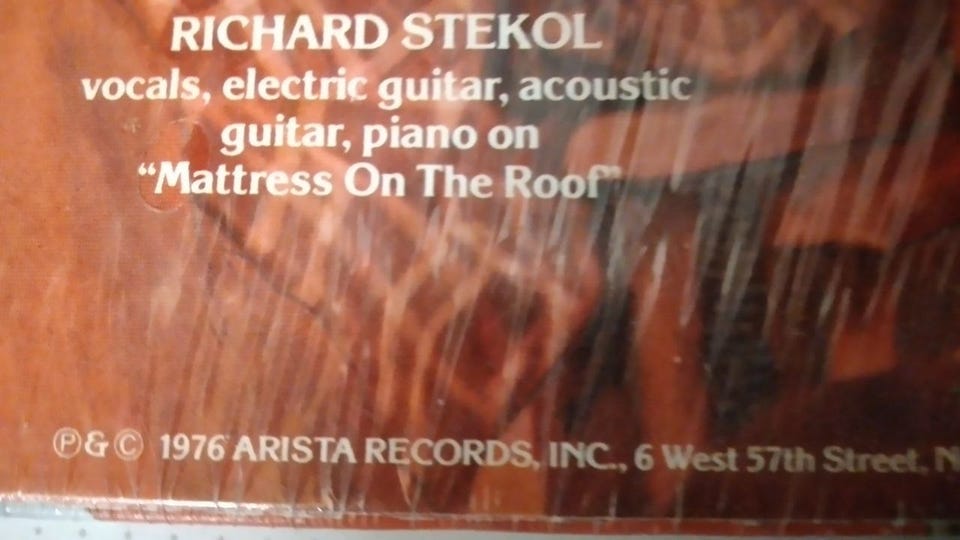 RICHARD STEKOL
vocals, electric guitar, acoustic
guitar, piano on
“Mattress On The Roof”
Ⓟ&© 1976 ARISTA RECORDS, INC., 6 West 57th Street, N